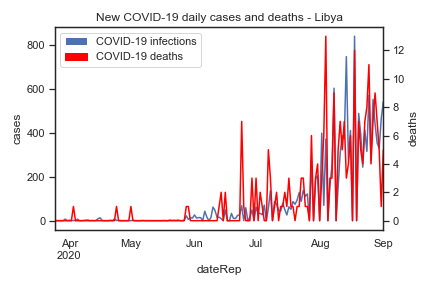 New COVID-19 daily cases and deaths - Libya
COVID-19 infections
COVID-19 deaths
800
600
400
200
0
cases
12
10
8
6
4
2
0
deaths
Apr
2020
May
Jun
Jul
Aug
Sep
dateRep